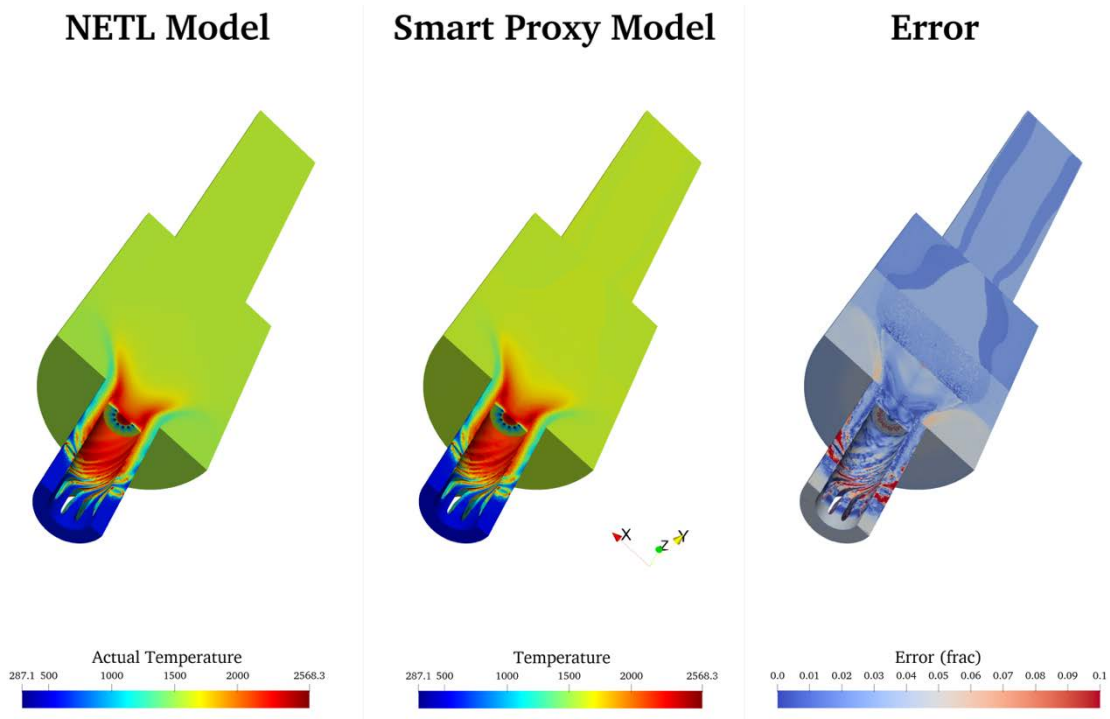 NETL Model
Smart Proxy Model
Error
X
Z
Y
Actual Temperature
287.1 500 1000 1500 2000 2568.3
Temperature
287.1 500 1000 1500 2000 2568.3
Error (frac)
0.0 0.01 0.02 0.03 0.04 0.05 0.06 0.07 0.08 0.09 0.1